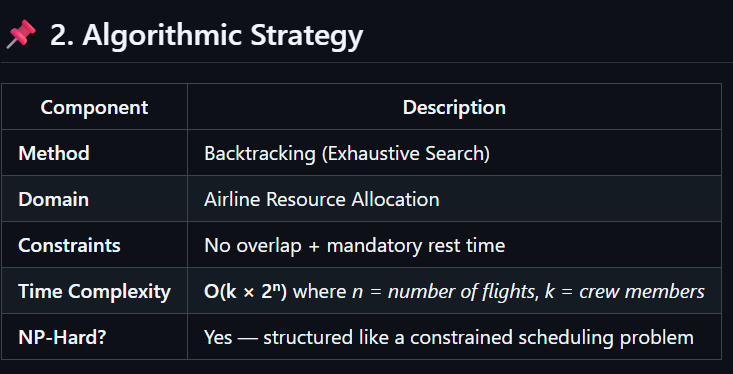 📌 2. Algorithmic Strategy
Component Description
Method Backtracking (Exhaustive Search)
Domain Airline Resource Allocation
Constraints No overlap + mandatory rest time
Time Complexity O(k × 2ⁿ) where n = number of flights, k = crew members
NP-Hard? Yes — structured like a constrained scheduling problem